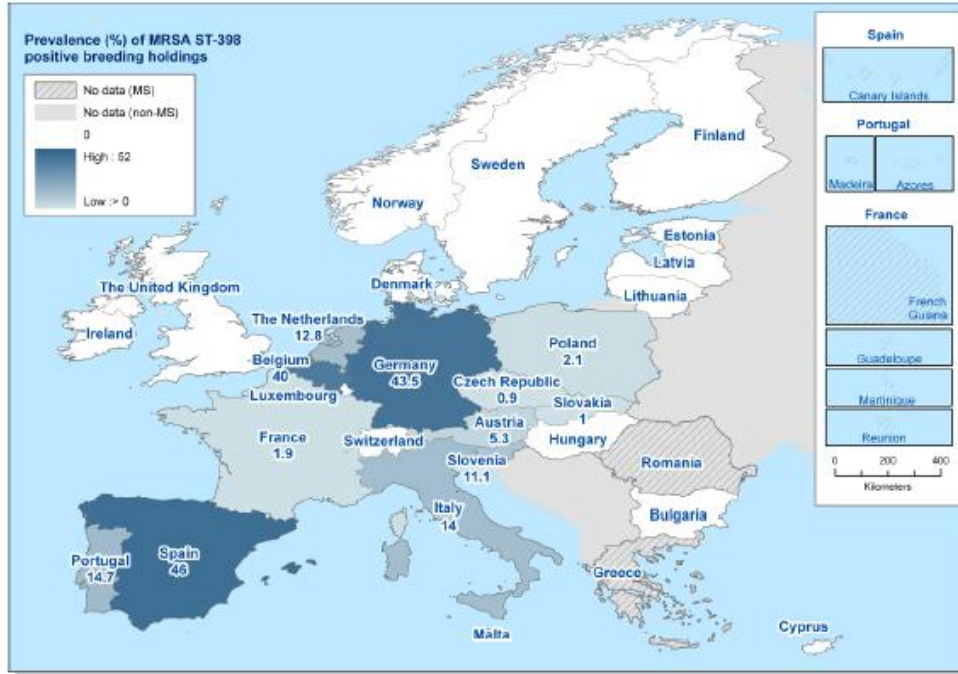 Prevalence (%) of MRSA ST-398
positive breeding holdings
No data (MS)
No data (non-MS)
0
High : 52
Low :> 0
Finland
Sweden
Norway
Estonia
Latvia
Lithuania
Denmark
The United Kingdom
Ireland
The Netherlands
12.8
Belgium
40
Luxembourg
Germany
43.5
Poland
2.1
Czech Republic
0.9
Slovakia
1
Austria
5.3
Hungary
France
1.9
Switzerland
Slovenia
11.1
Romania
Bulgaria
Italy
14
Portugal
14.7
Spain
46
Greece
Malta
Cyprus
Spain
Canary Islands
Portugal
Madeira
Azores
France
French
Guiana
Guadeloupe
Martinique
Reunion
0 200 400
Kilometers